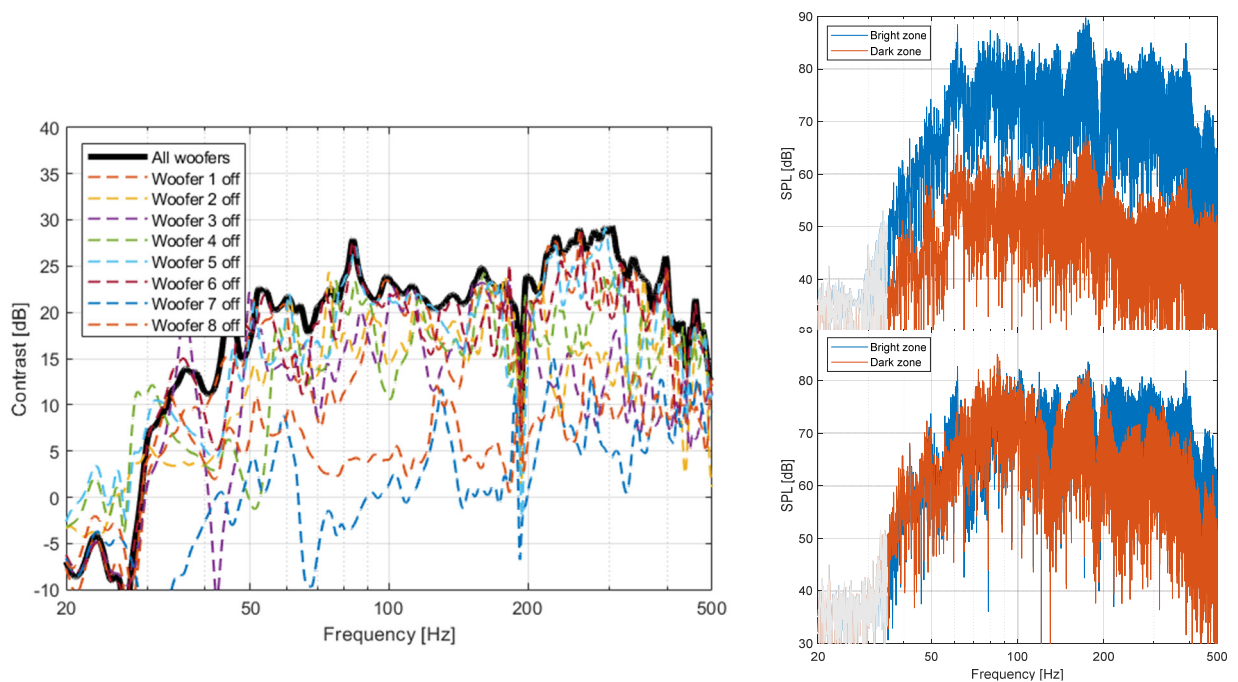 40
35
30
25
20
15
10
5
0
-5
-10
Contrast [dB]
All woofers
Woofer 1 off
Woofer 2 off
Woofer 3 off
Woofer 4 off
Woofer 5 off
Woofer 6 off
Woofer 7 off
Woofer 8 off
20 50 100 200 500
Frequency [Hz]
90
80
70
60
50
40
SPL [dB]
Bright zone
Dark zone
80
70
60
50
40
30
SPL [dB]
Bright zone
Dark zone
20 50 100 200 500
Frequency [Hz]